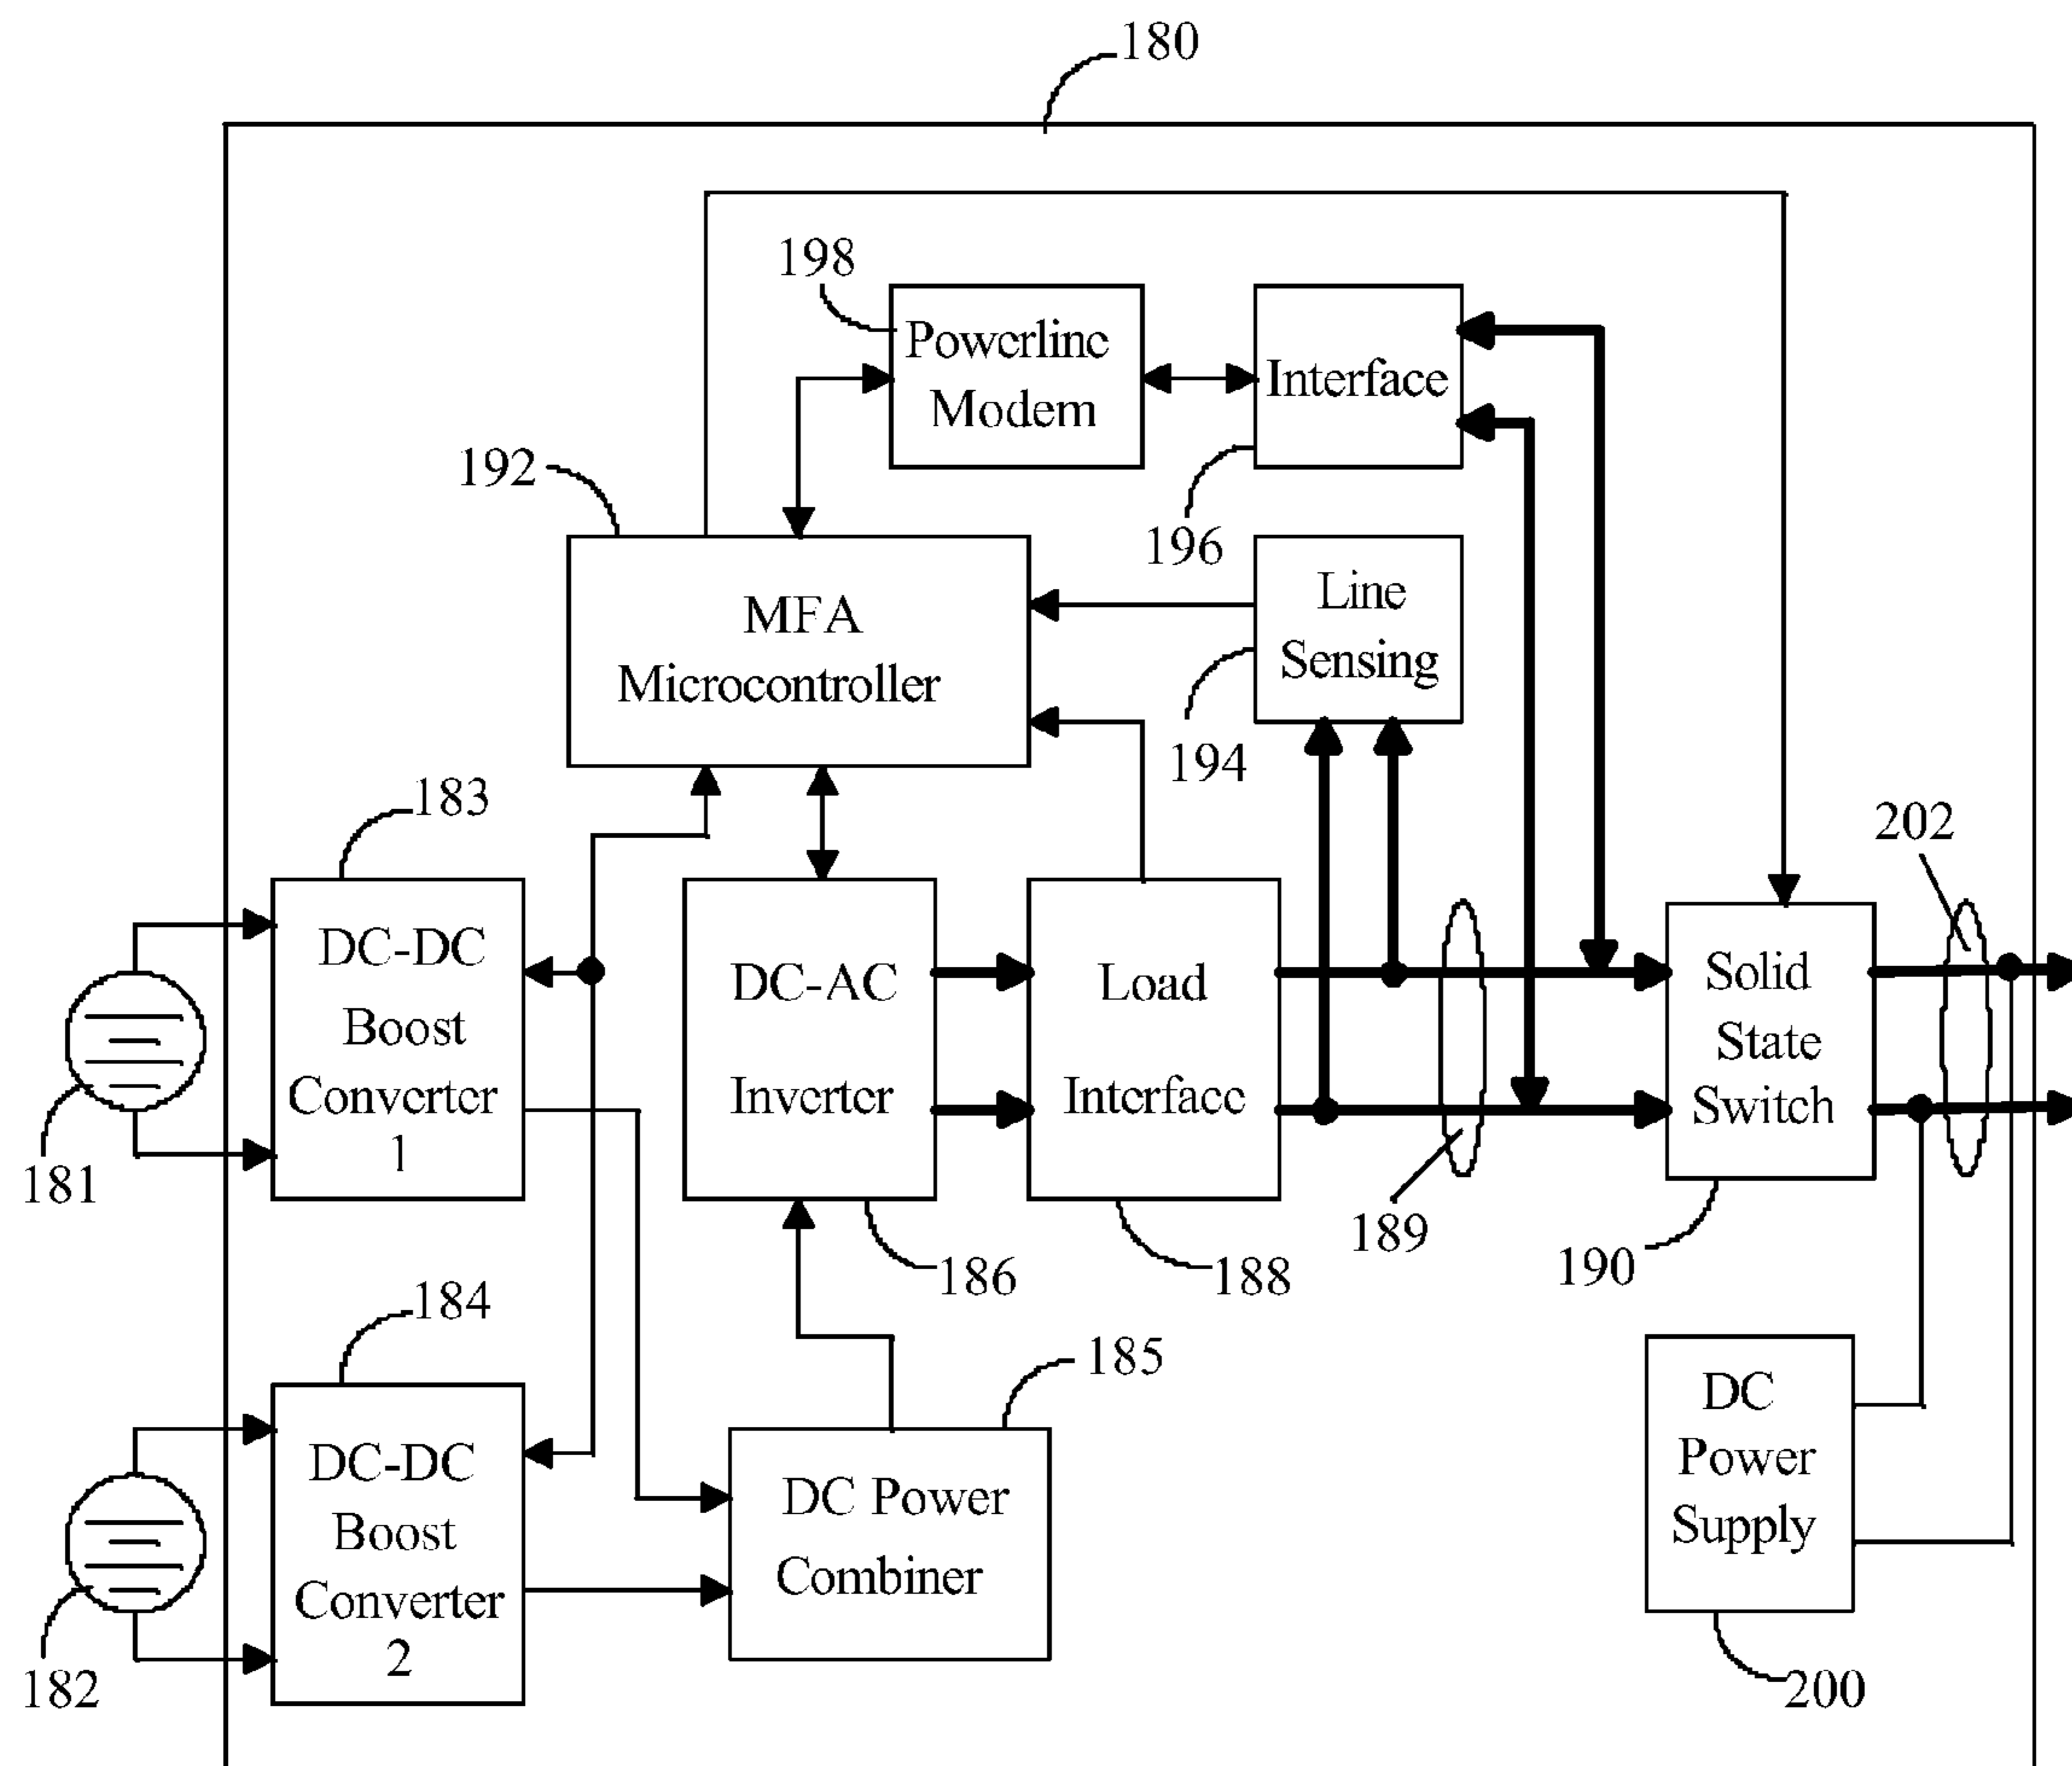 180
198
Powerline
Modem
Interface
192
196
MFA
Microcontroller
Line
Sensing
194
183
202
DC-DC
Boost
Converter
1
DC-AC
Inverter
Load
Interface
Solid
State
Switch
181
189
190
186
188
184
185
DC-DC
Boost
Converter
2
DC Power
Combiner
DC
Power
Supply
182
200